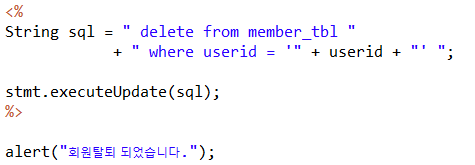 <%
String sql = " delete from member_tbl "
+ " where userid = '" + userid + "' ";
stmt.executeUpdate(sql);
%>
alert("회원탈퇴 되었습니다.");